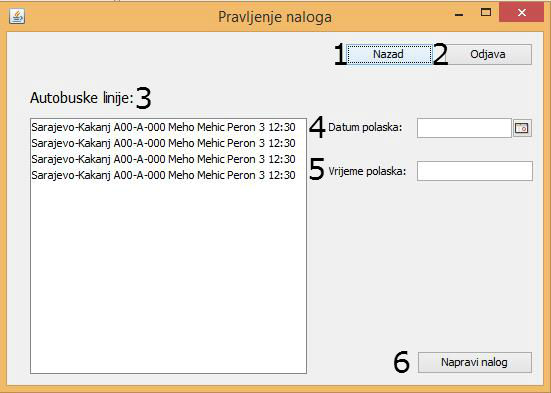 Pravljenje naloga
1 Nazad 2 Odjava
Autobuske linije: 3
Sarajevo-Kakanj A00-A-000 Meho Mehic Peron 3 12:30
Sarajevo-Kakanj A00-A-000 Meho Mehic Peron 3 12:30
Sarajevo-Kakanj A00-A-000 Meho Mehic Peron 3 12:30
Sarajevo-Kakanj A00-A-000 Meho Mehic Peron 3 12:30
4 Datum polaska:
5 Vrijeme polaska:
6 Napravi nalog